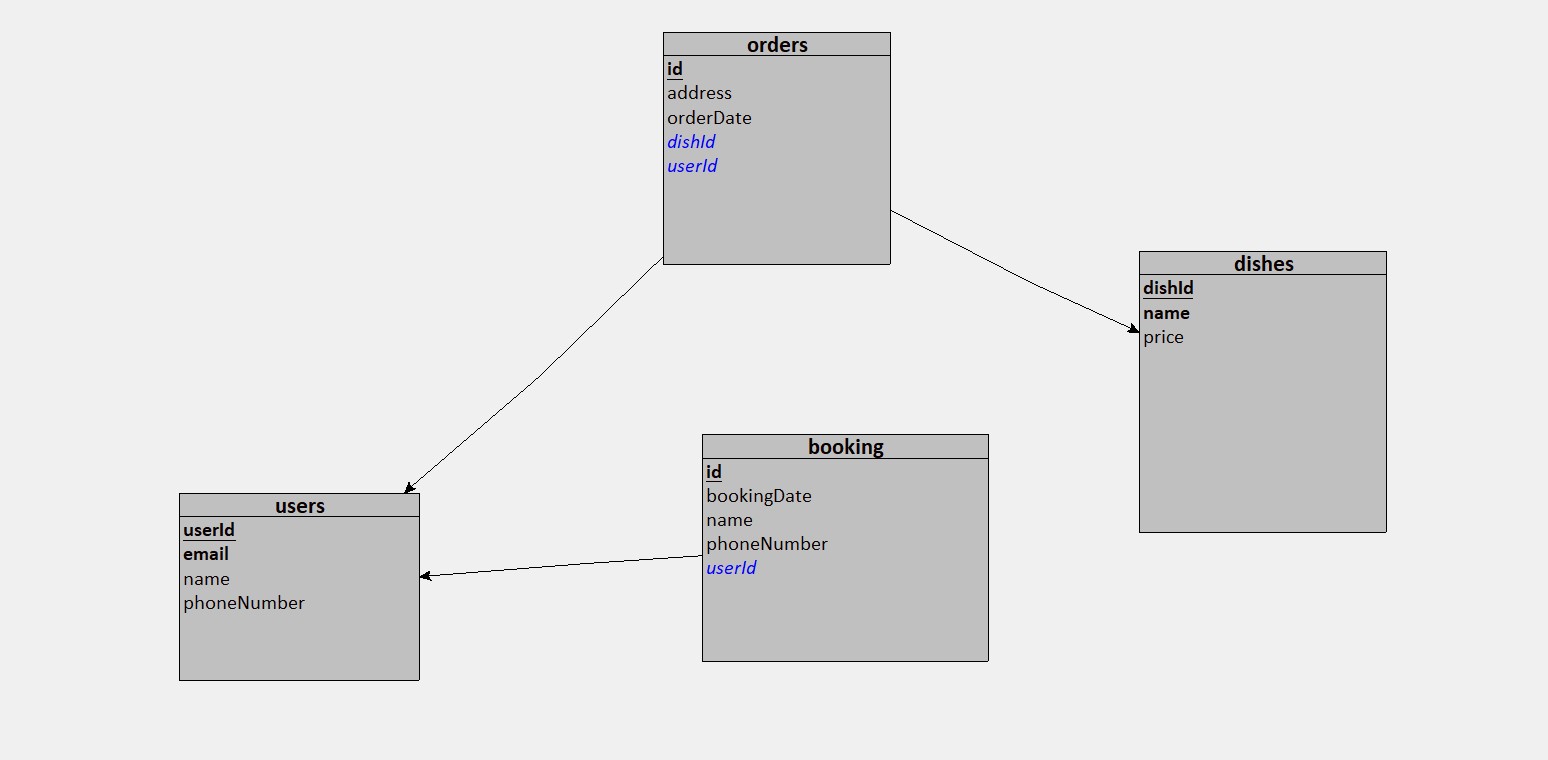 orders
id
address
orderDate
dishId
userId
dishes
dishId
name
price
booking
id
bookingDate
name
phoneNumber
userId
users
userId
email
name
phoneNumber